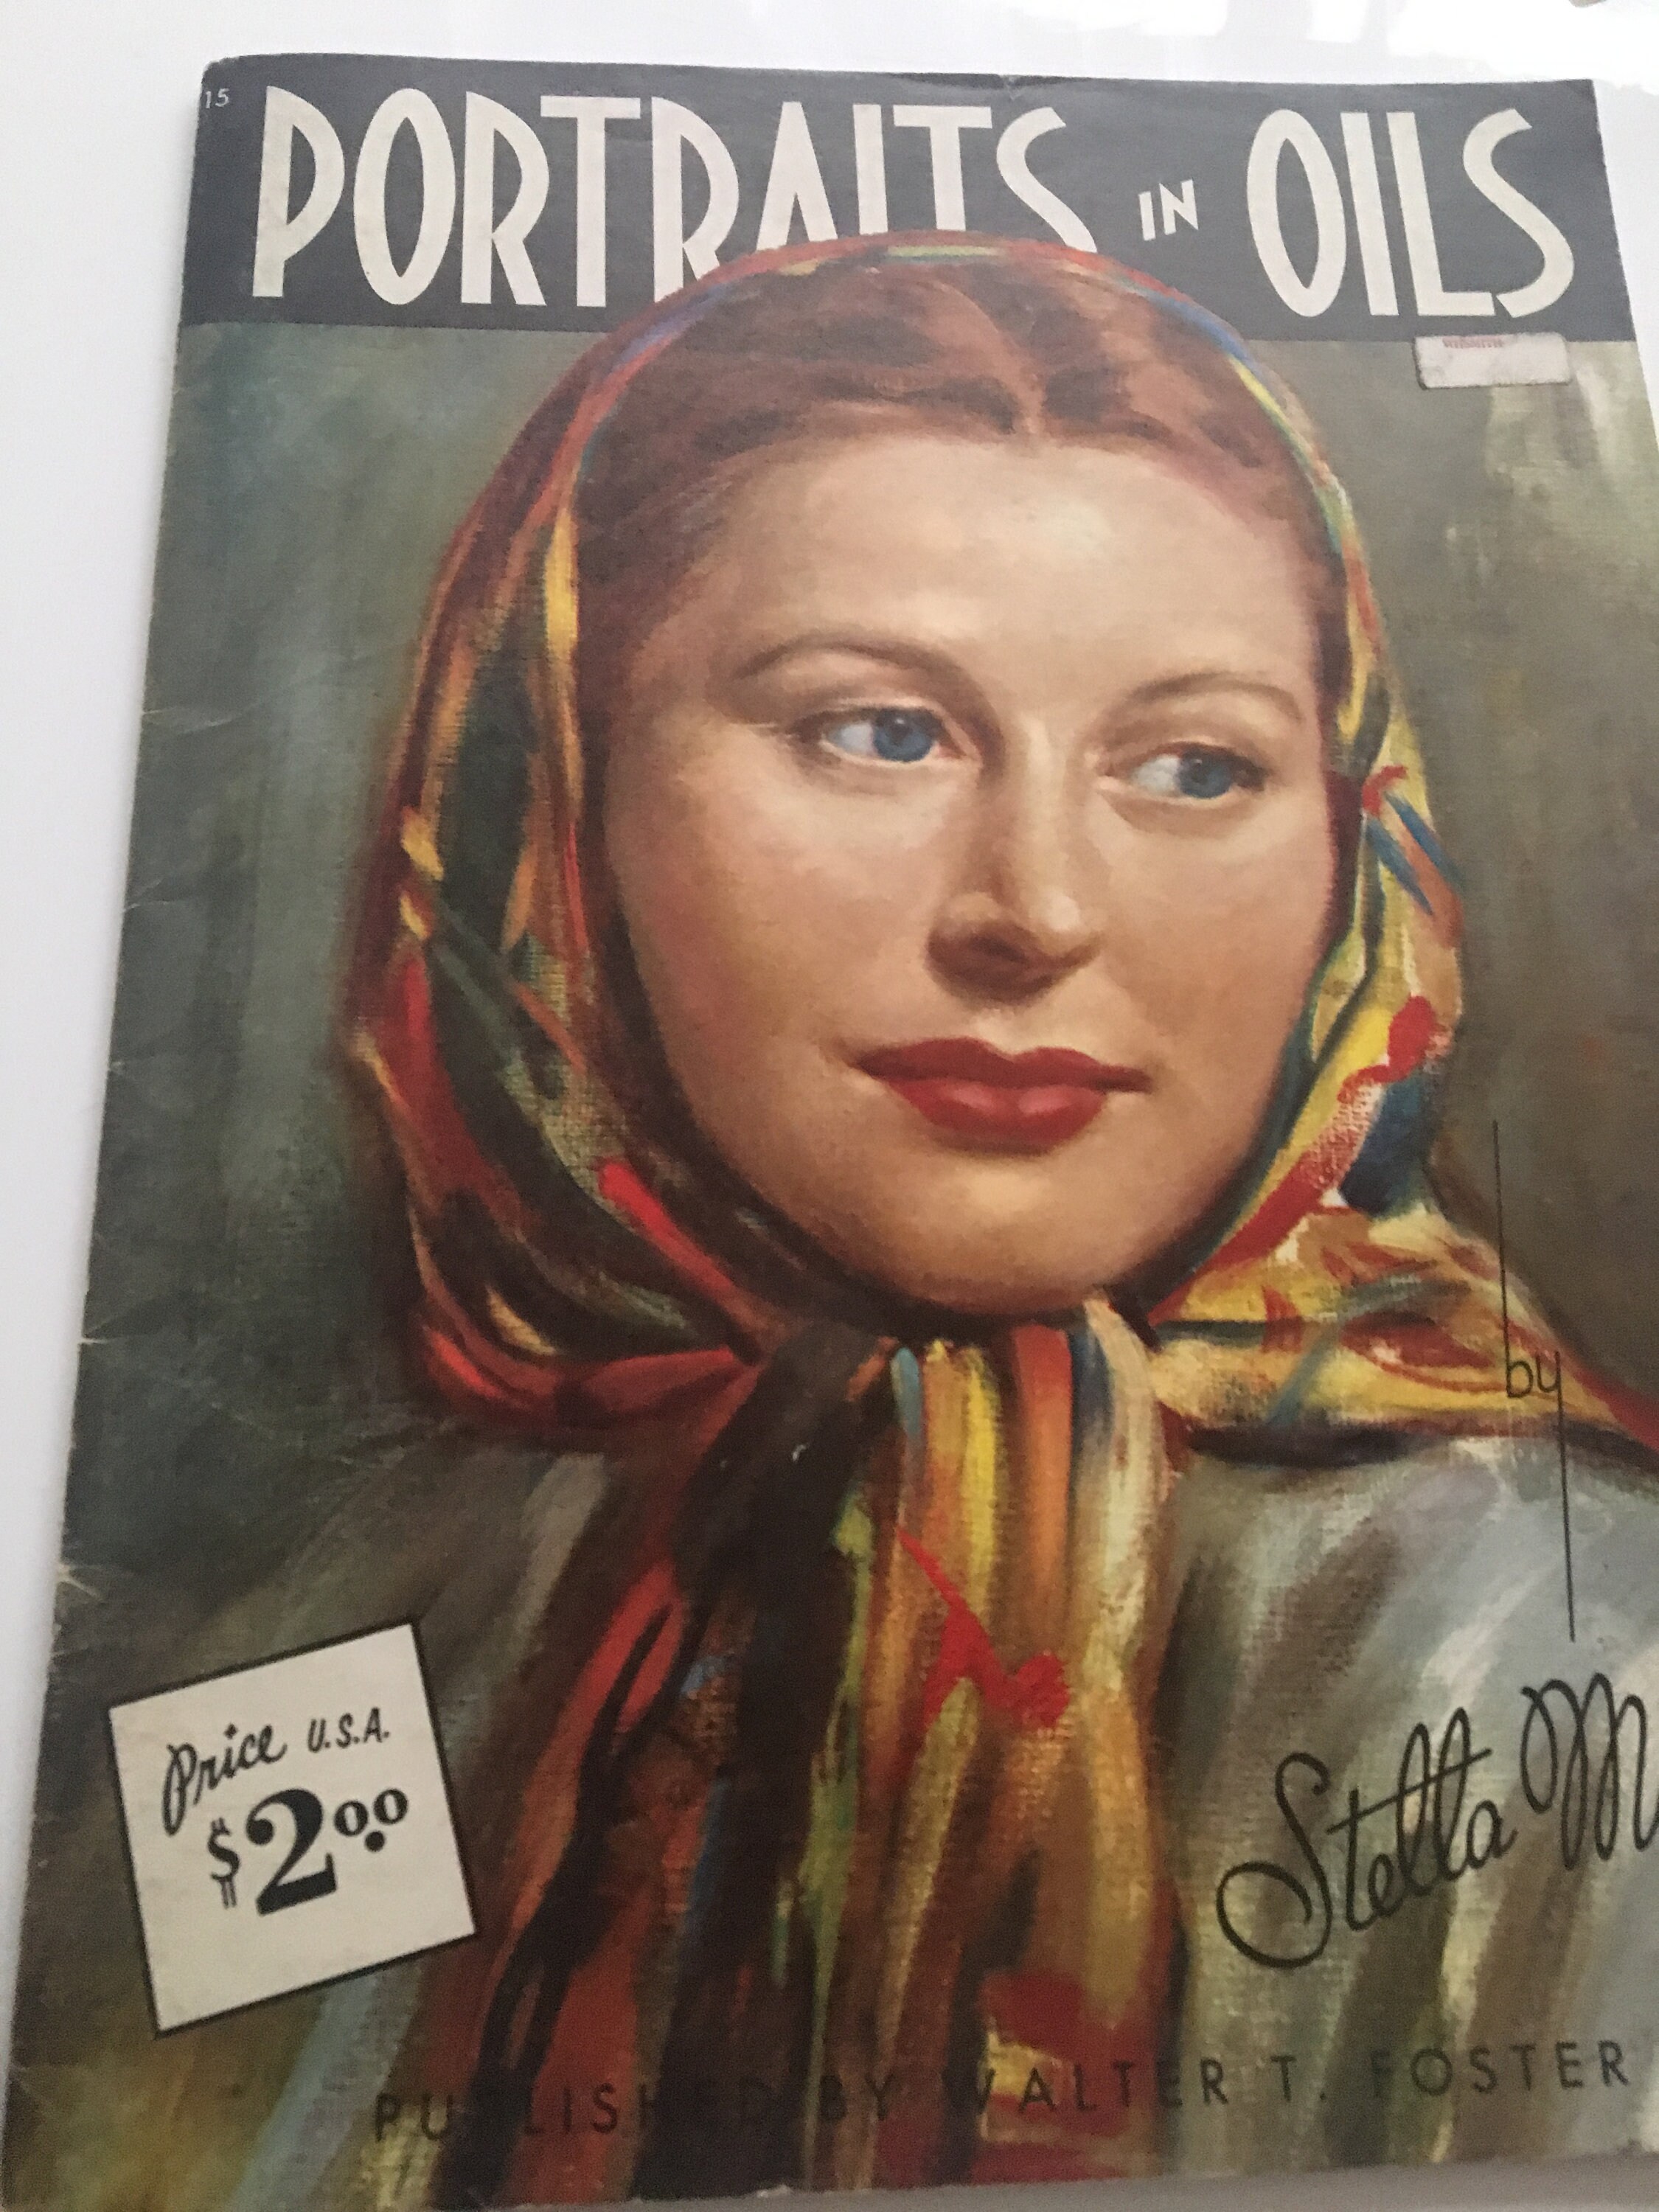 15
PORTRAITS IN OILS
by
Stella M
Price U.S.A.
$2.00
PUBLISHED BY WALTER T. FOSTER